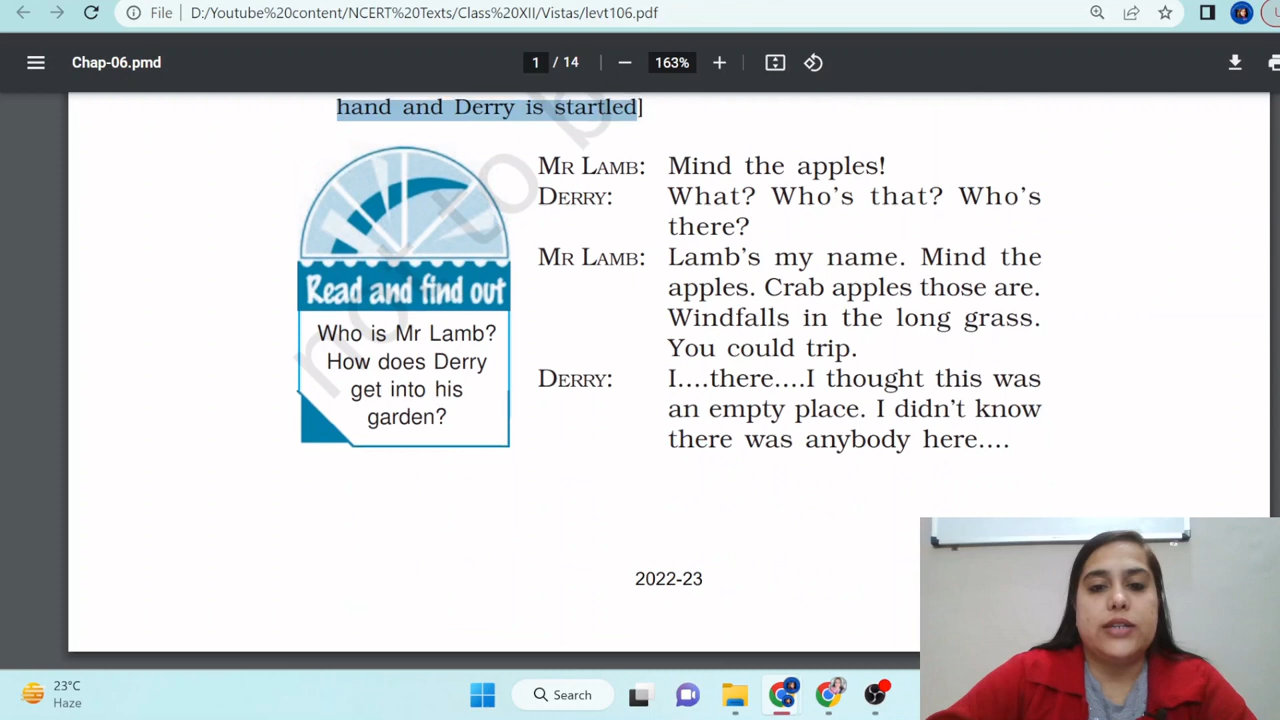 File D:/Youtube%20content/NCERT%20Texts/Class%20XII/Vistas/levt106.pdf
Chap-06.pmd 1 / 14 163%
hand and Derry is startled]
MR LAMB: Mind the apples!
DERRY: What? Who's that? Who's
there?
MR LAMB: Lamb's my name. Mind the
apples. Crab apples those are.
Windfalls in the long grass.
You could trip.
DERRY: I....there....I thought this was
an empty place. I didn't know
there was anybody here....
Read and find out
Who is Mr Lamb?
How does Derry
get into his
garden?
not to b
2022-23
23°C
Haze
Search